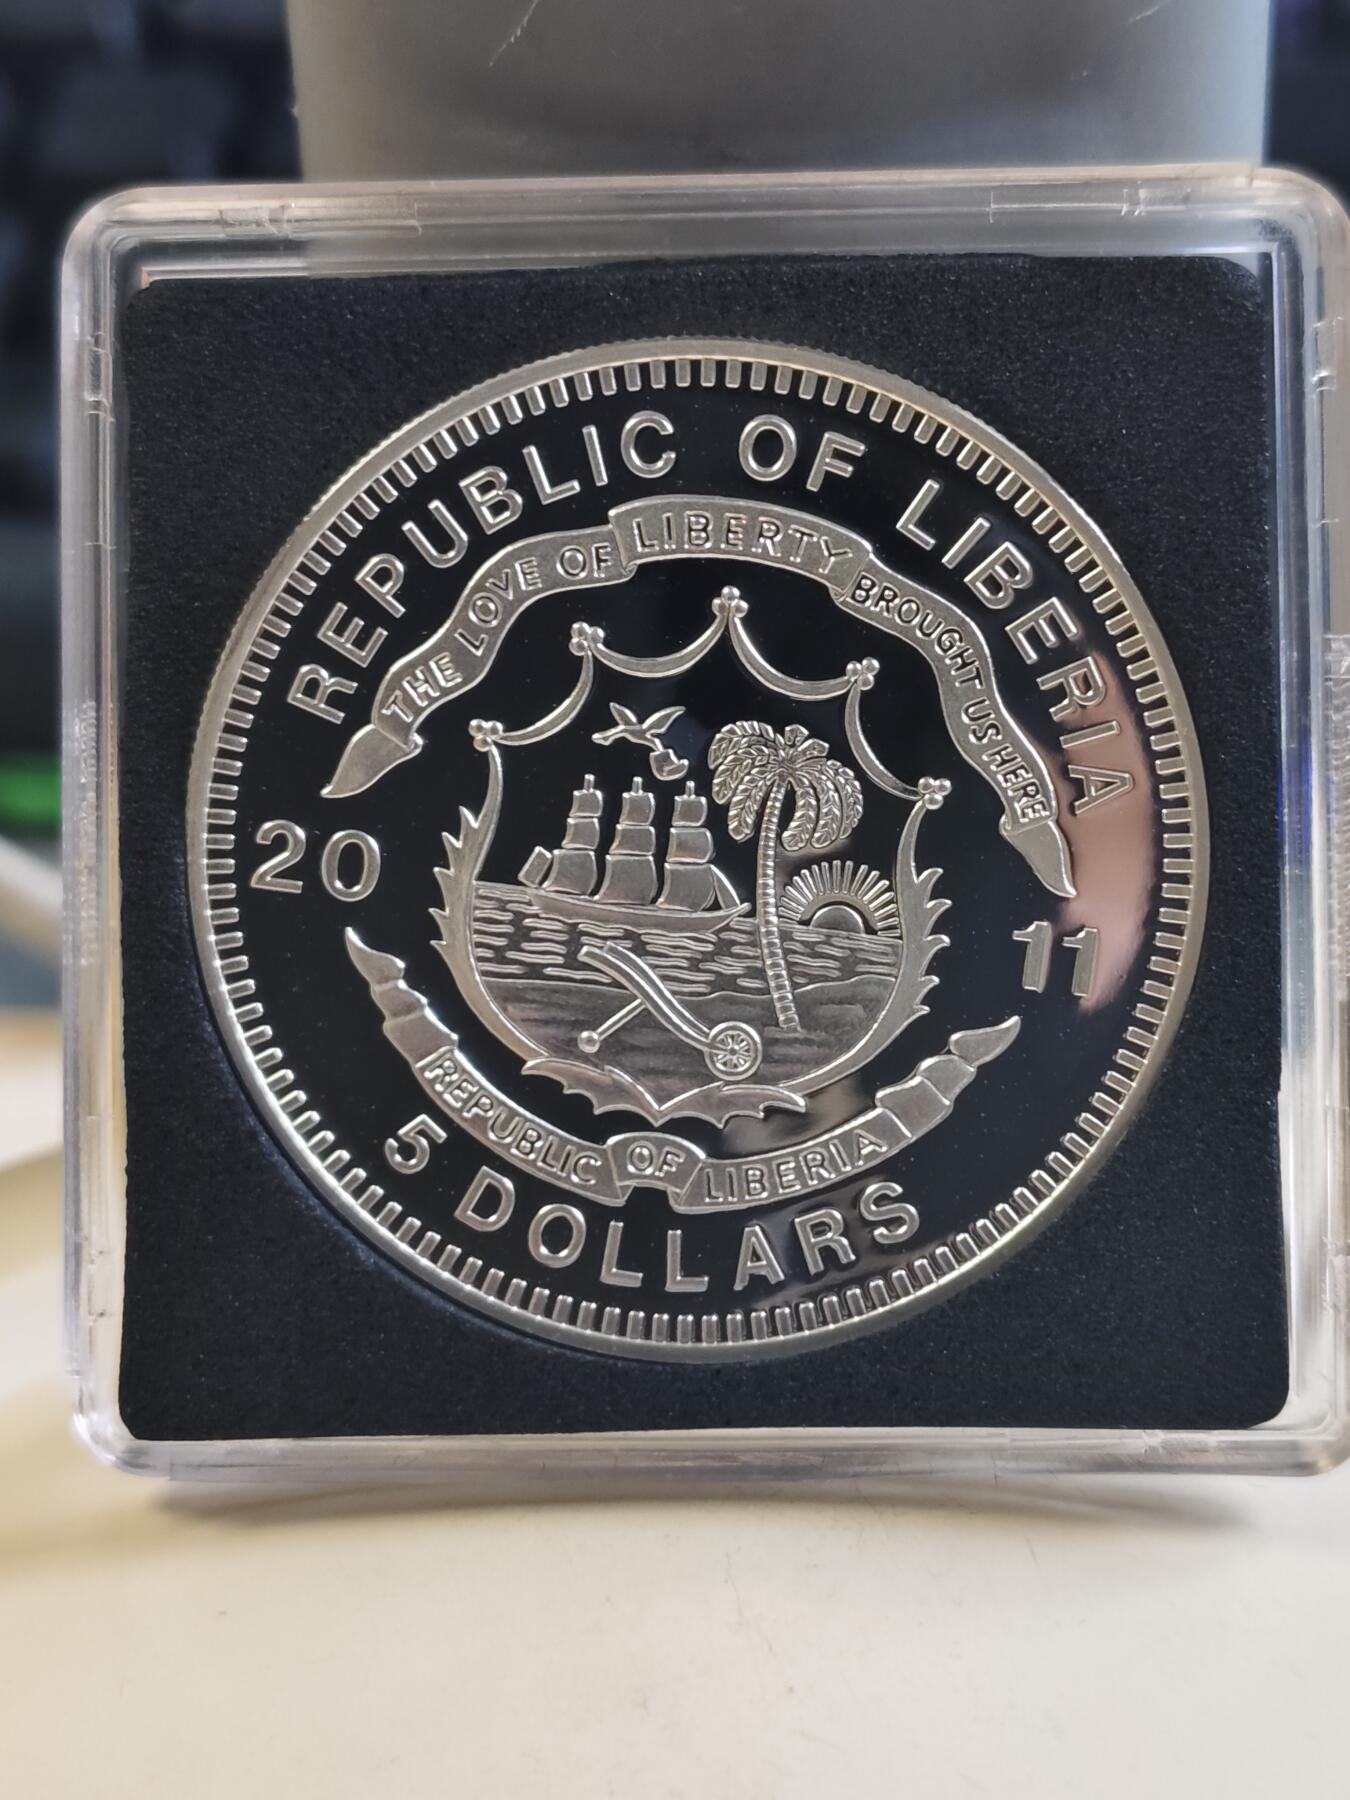 REPUBLIC OF LIBERIA
THE LOVE OF LIBERTY BROUGHT US HERE
20 11
REPUBLIC OF LIBERIA
5 DOLLARS